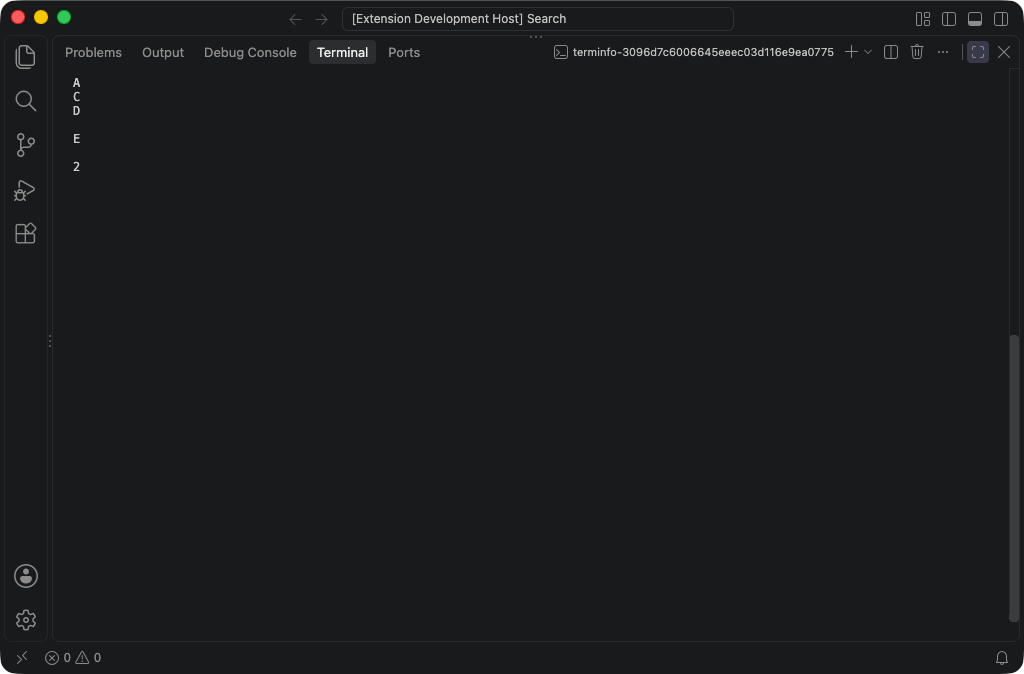 [Extension Development Host] Search
Problems Output Debug Console Terminal Ports terminfo-3096d7c6006645eeec03d116e9ea0775
A
C
D
E
2
0 0